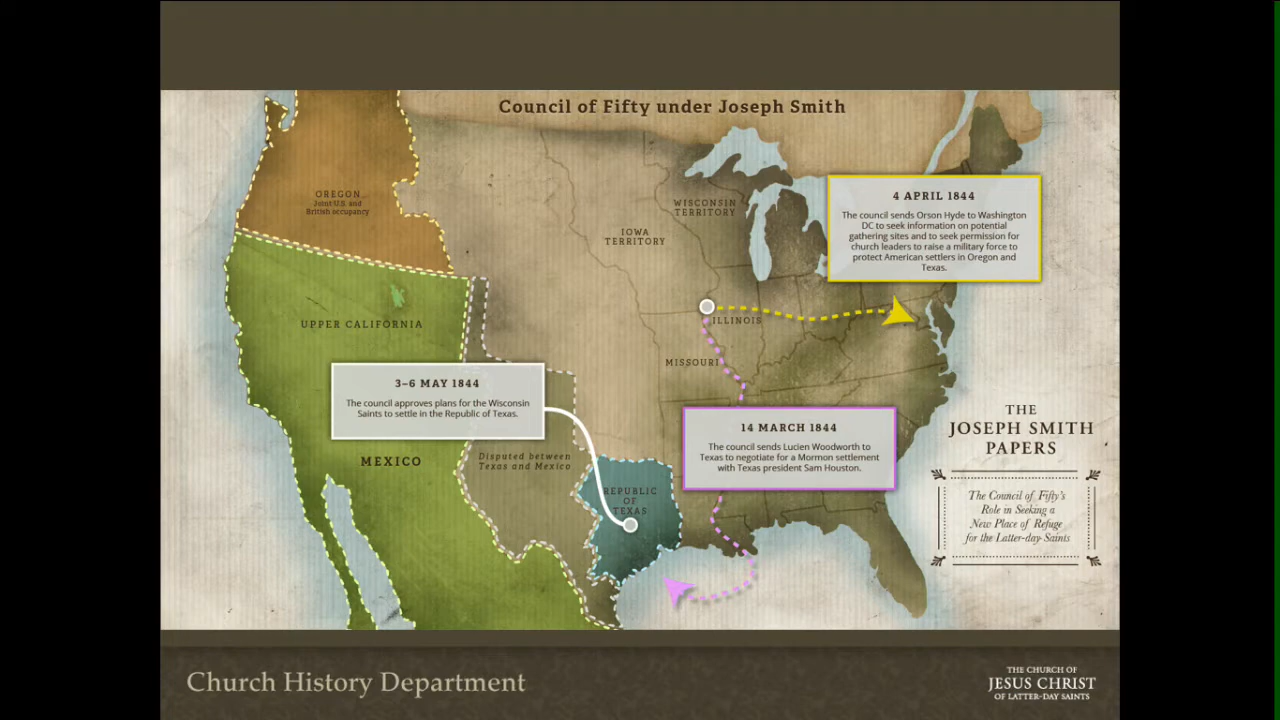 Council of Fifty under Joseph Smith
OREGON
Joint U.S. and
British occupancy
WISCONSIN
TERRITORY
IOWA
TERRITORY
4 APRIL 1844
The council sends Orson Hyde to Washington
DC to seek information on potential
gathering sites and to seek permission for
church leaders to raise a military force to
protect American settlers in Oregon and
Texas.
UPPER CALIFORNIA
ILLINOIS
MISSOURI
3–6 MAY 1844
The council approves plans for the Wisconsin
Saints to settle in the Republic of Texas.
14 MARCH 1844
The council sends Lucien Woodworth to
Texas to negotiate for a Mormon settlement
with Texas president Sam Houston.
MEXICO
Disputed between
Texas and Mexico
REPUBLIC
OF
TEXAS
THE
JOSEPH SMITH
PAPERS
The Council of Fifty's
Role in Seeking a
New Place of Refuge
for the Latter-day Saints
Church History Department
THE CHURCH OF
JESUS CHRIST
OF LATTER-DAY SAINTS